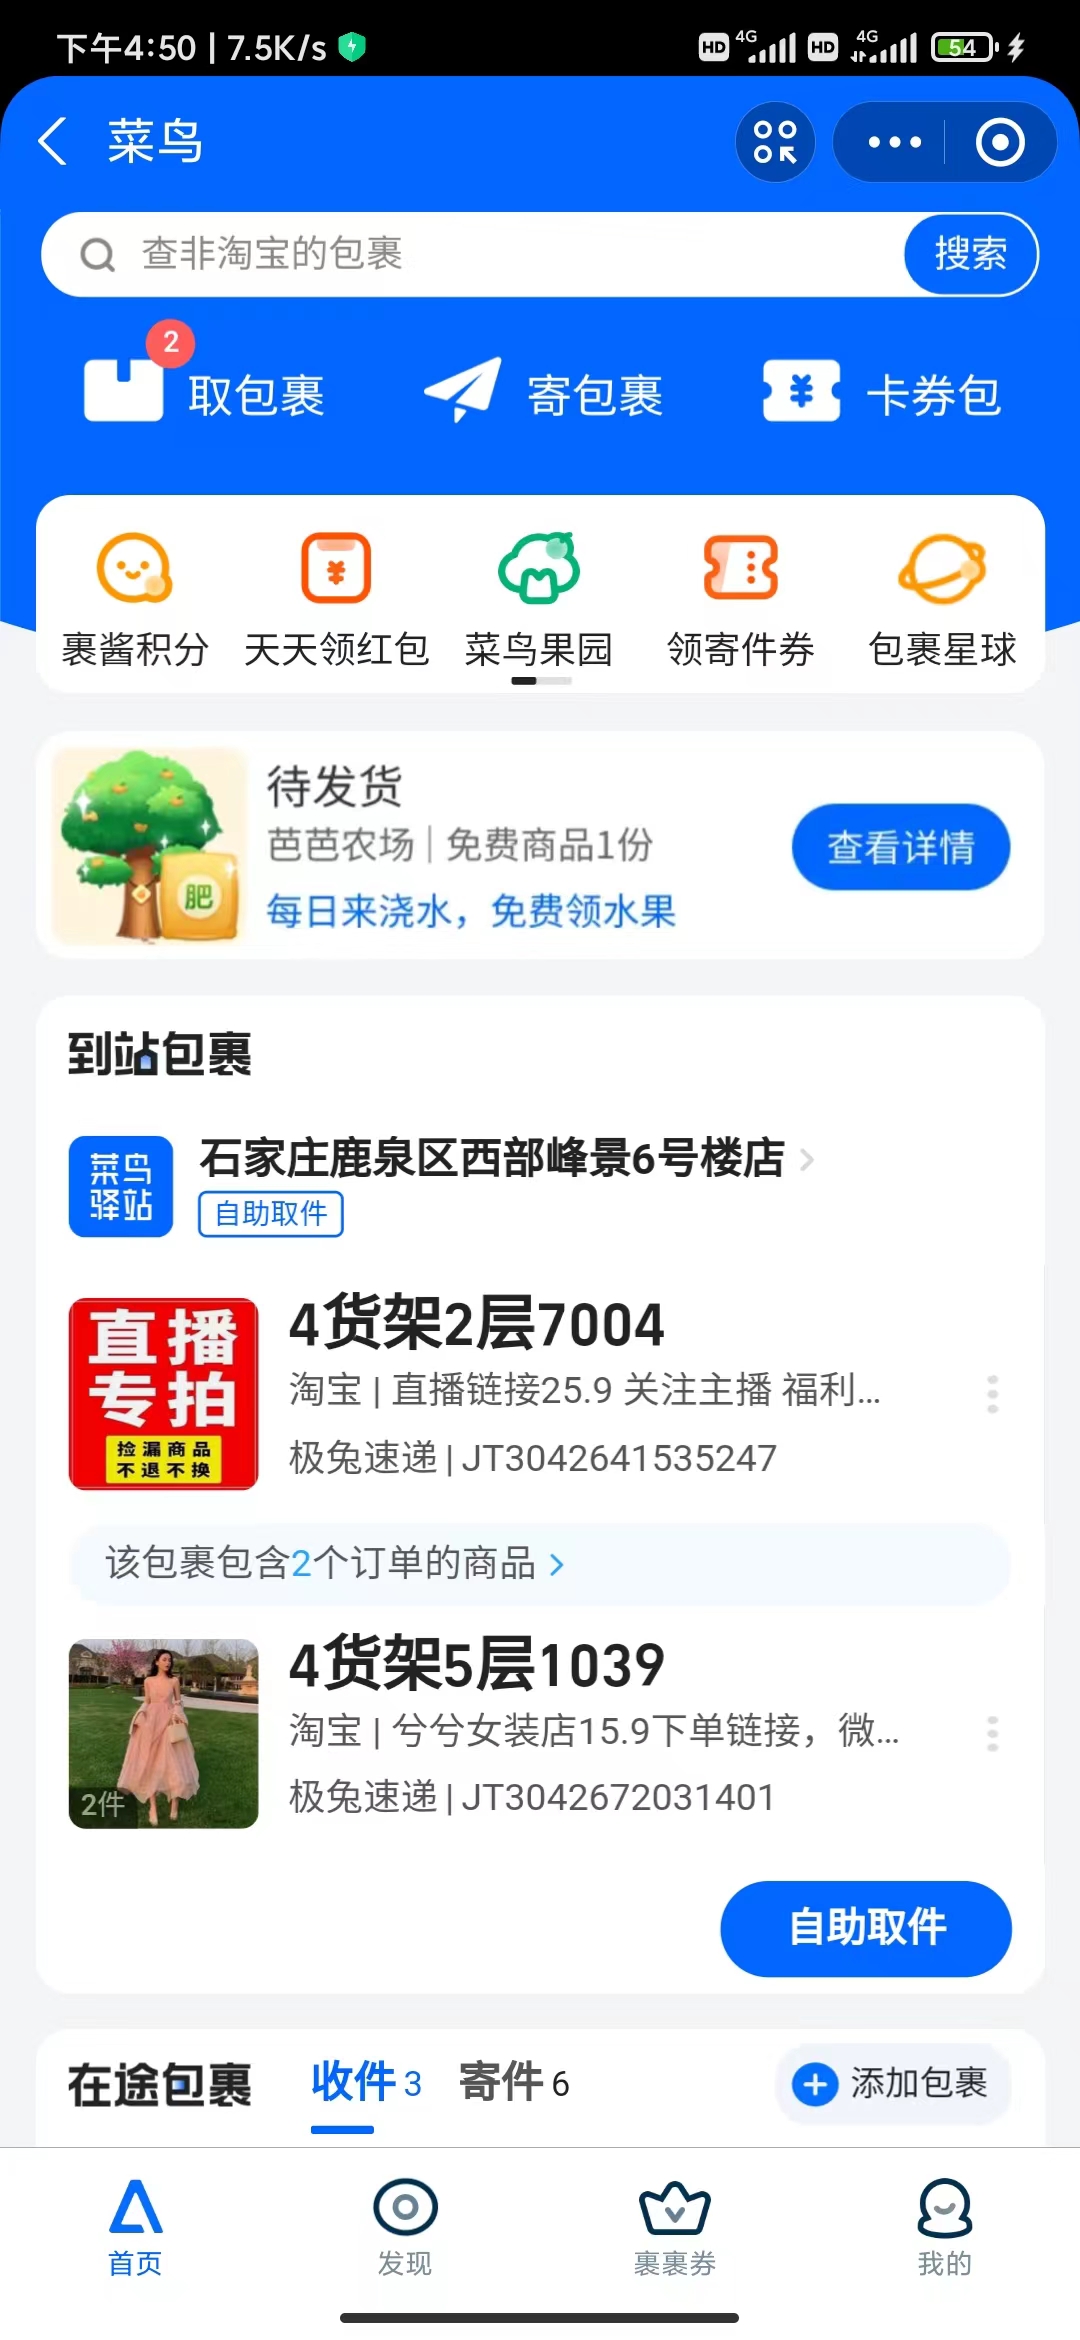 下午4:50 | 7.5K/s HD 4G HD 4G 54
菜鸟
查非淘宝的包裹 搜索
2
取包裹 寄包裹 卡券包
裹酱积分 天天领红包 菜鸟果园 领寄件券 包裹星球
待发货
芭芭农场 | 免费商品1份
查看详情
每日来浇水，免费领水果
肥
到站包裹
菜鸟
驿站
石家庄鹿泉区西部峰景6号楼店
自助取件
直播
专拍
捡漏商品
不退不换
4货架2层7004
淘宝 | 直播链接25.9 关注主播 福利...
极兔速递 | JT3042641535247
该包裹包含2个订单的商品
2件
4货架5层1039
淘宝 | 兮兮女装店15.9下单链接，微...
极兔速递 | JT3042672031401
自助取件
在途包裹 收件 3 寄件 6 添加包裹
首页 发现 裹裹券 我的